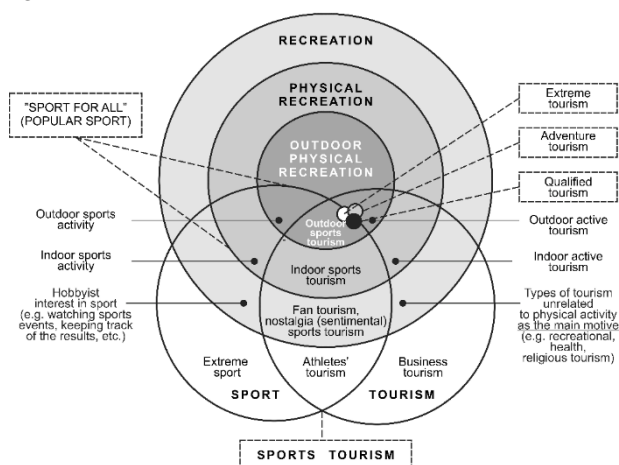 RECREATION
PHYSICAL
RECREATION
OUTDOOR
PHYSICAL
RECREATION
"SPORT FOR ALL"
(POPULAR SPORT)
Extreme
tourism
Adventure
tourism
Qualified
tourism
Outdoor sports
activity
Outdoor
sports
tourism
Outdoor active
tourism
Indoor sports
activity
Indoor sports
tourism
Indoor active
tourism
Hobbyist
interest in sport
(e.g. watching sports
events, keeping track
of the results, etc.)
Fan tourism,
nostalgia (sentimental)
sports tourism
Types of tourism
unrelated
to physical activity
as the main motive
(e.g. recreational,
health,
religious tourism)
Extreme
sport
Athletes'
tourism
Business
tourism
SPORT
TOURISM
SPORTS TOURISM